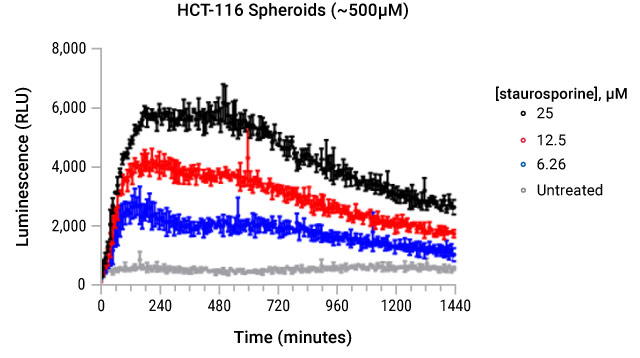 HCT-116 Spheroids (~500µM)
Luminescence (RLU)
8,000
6,000
4,000
2,000
0
0 240 480 720 960 1200 1440
Time (minutes)
[staurosporine], µM
25
12.5
6.26
Untreated